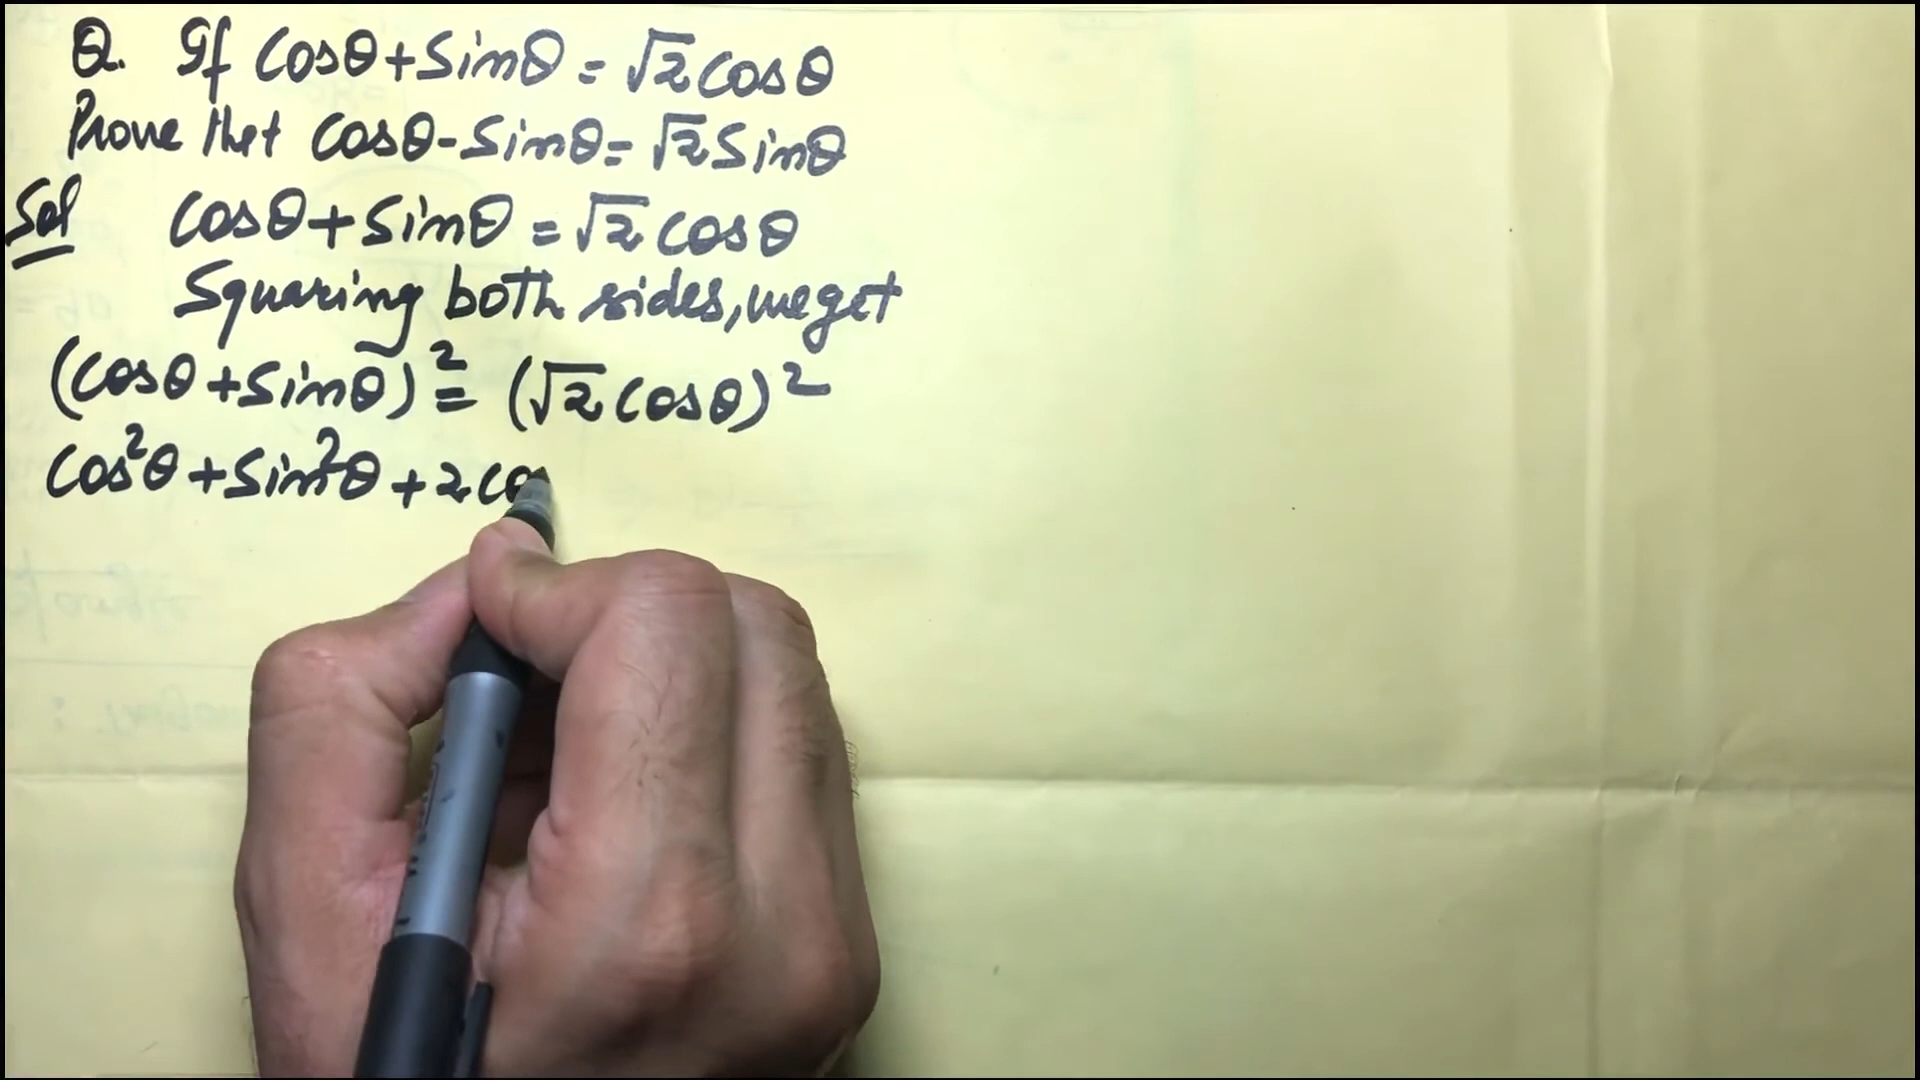 Q. If Cosθ+Sinθ = √2 Cosθ
Prove that Cosθ-Sinθ= √2 Sinθ
Sol Cosθ+Sinθ = √2 Cosθ
Squaring both sides, we get
(Cosθ+Sinθ)² = (√2 Cosθ)²
Cos²θ+Sin²θ+2Co